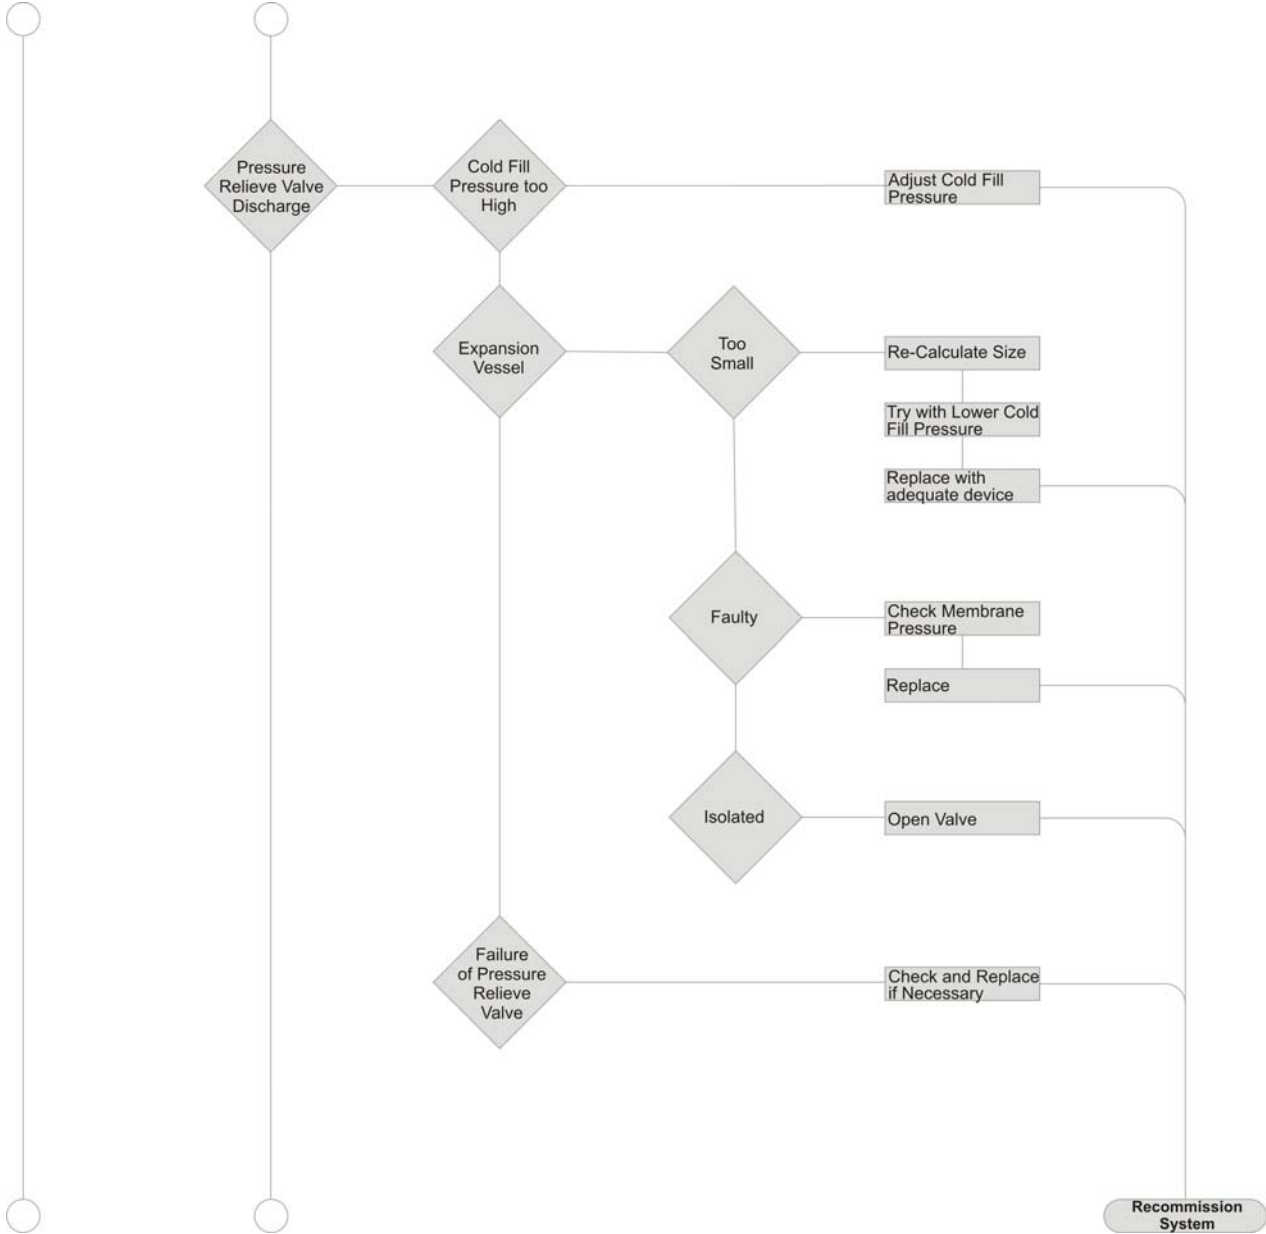 Pressure
Relieve Valve
Discharge
Cold Fill
Pressure too
High
Adjust Cold Fill
Pressure
Expansion
Vessel
Too
Small
Re-Calculate Size
Try with Lower Cold
Fill Pressure
Replace with
adequate device
Faulty
Check Membrane
Pressure
Replace
Isolated
Open Valve
Failure
of Pressure
Relieve
Valve
Check and Replace
if Necessary
Recommission
System